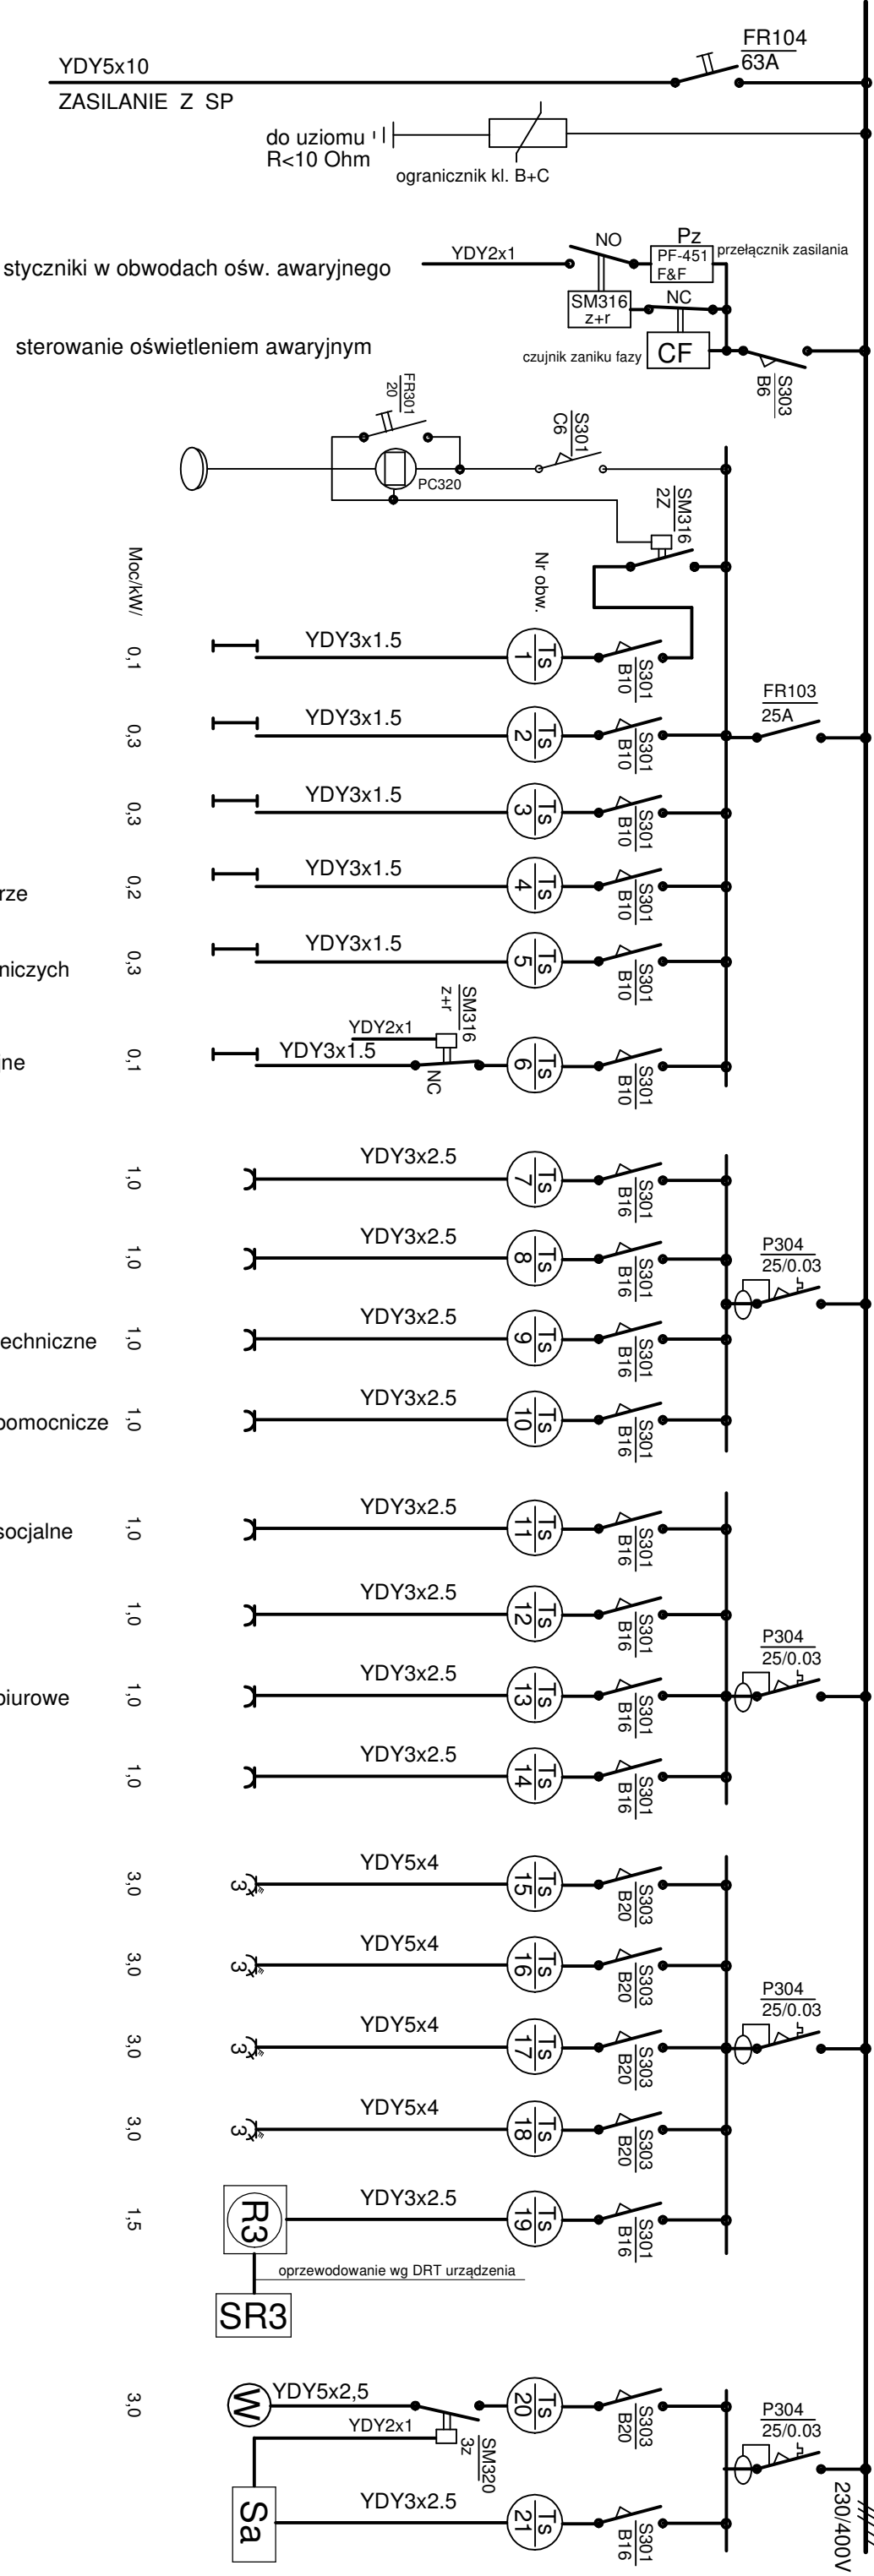 FR104
63A
YDY5x10
ZASILANIE Z SP
do uziomu
R<10 Ohm
ogranicznik kl. B+C
styczniki w obwodach ośw. awaryjnego
YDY2x1
NO
Pz
PF-451
F&F
przełącznik zasilania
SM316
z+r
NC
sterowanie oświetleniem awaryjnym
czujnik zaniku fazy
CF
S303
B6
FR301
20
PC320
S301
C6
SM316
2Z
Moc/kW/
Nr obw.
0,1
YDY3x1.5
Ts
1
S301
B10
FR103
25A
0,3
YDY3x1.5
Ts
2
S301
B10
0,3
YDY3x1.5
Ts
3
S301
B10
rze
0,2
YDY3x1.5
Ts
4
S301
B10
niczych
0,3
YDY3x1.5
Ts
5
S301
B10
jne
0,1
YDY3x1.5
YDY2x1
SM316
z+r
NC
Ts
6
S301
B10
1,0
YDY3x2.5
Ts
7
S301
B16
1,0
YDY3x2.5
Ts
8
S301
B16
P304
25/0.03
echniczne
1,0
YDY3x2.5
Ts
9
S301
B16
pomocnicze
1,0
YDY3x2.5
Ts
10
S301
B16
socjalne
1,0
YDY3x2.5
Ts
11
S301
B16
1,0
YDY3x2.5
Ts
12
S301
B16
P304
25/0.03
biurowe
1,0
YDY3x2.5
Ts
13
S301
B16
1,0
YDY3x2.5
Ts
14
S301
B16
3,0
3x
YDY5x4
Ts
15
S303
B20
3,0
3x
YDY5x4
Ts
16
S303
B20
P304
25/0.03
3,0
3x
YDY5x4
Ts
17
S303
B20
3,0
3x
YDY5x4
Ts
18
S303
B20
1,5
R3
YDY3x2.5
Ts
19
S301
B16
oprzewodowanie wg DRT urządzenia
SR3
3,0
W
YDY5x2,5
YDY2x1
SM320
3z
Ts
20
S303
B20
P304
25/0.03
Sa
YDY3x2.5
Ts
21
S301
B16
230/400V